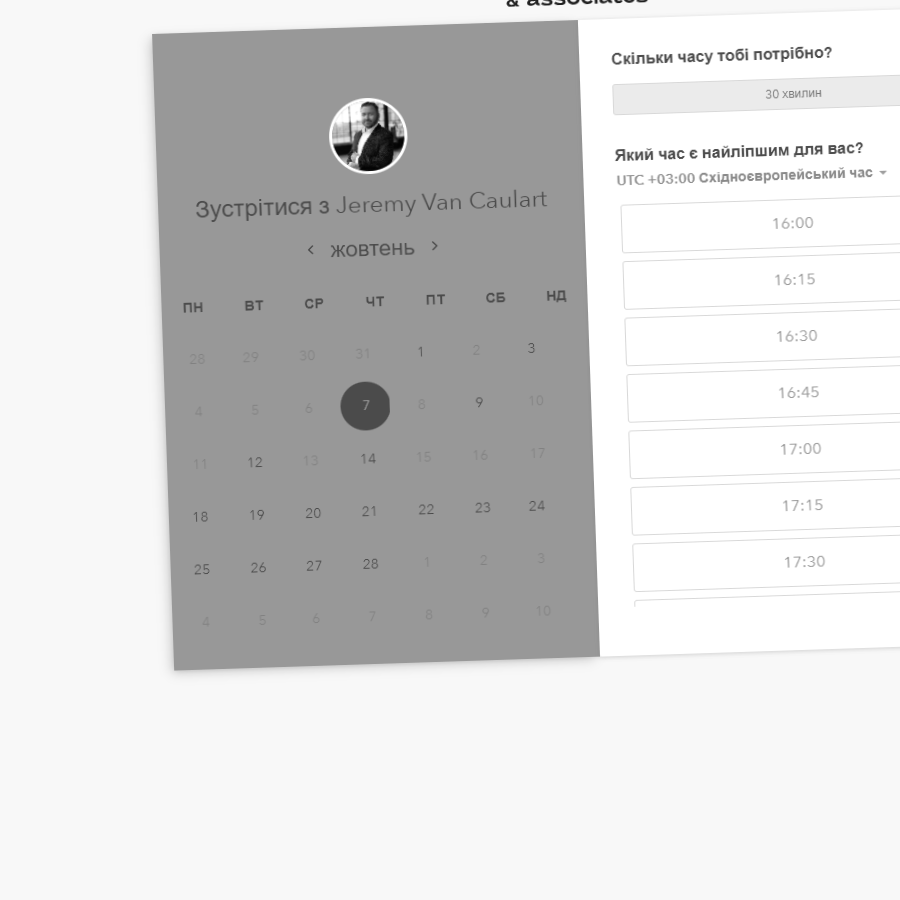 & associates
Зустрітися з Jeremy Van Caulart
жовтень
ПН ВТ СР ЧТ ПТ СБ НД
28 29 30 31 1 2 3
4 5 6 7 8 9 10
11 12 13 14 15 16 17
18 19 20 21 22 23 24
25 26 27 28 1 2 3
4 5 6 7 8 9 10
Скільки часу тобі потрібно?
30 хвилин
Який час є найліпшим для вас?
UTC +03:00 Східноєвропейський час
16:00
16:15
16:30
16:45
17:00
17:15
17:30